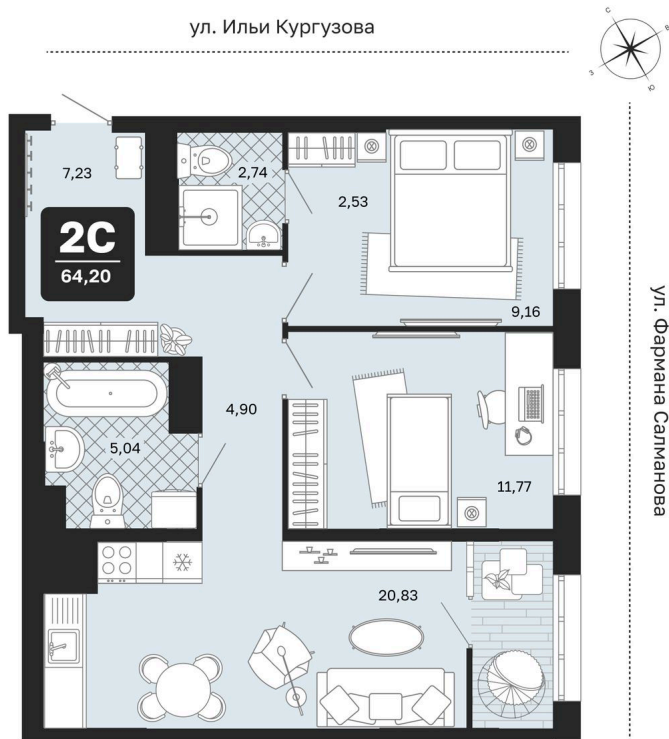 ул. Ильи Кургузова
С
В
З
Ю
7,23
2,74
2,53
2С
64,20
9,16
ул. Фармана Салманова
4,90
5,04
11,77
20,83